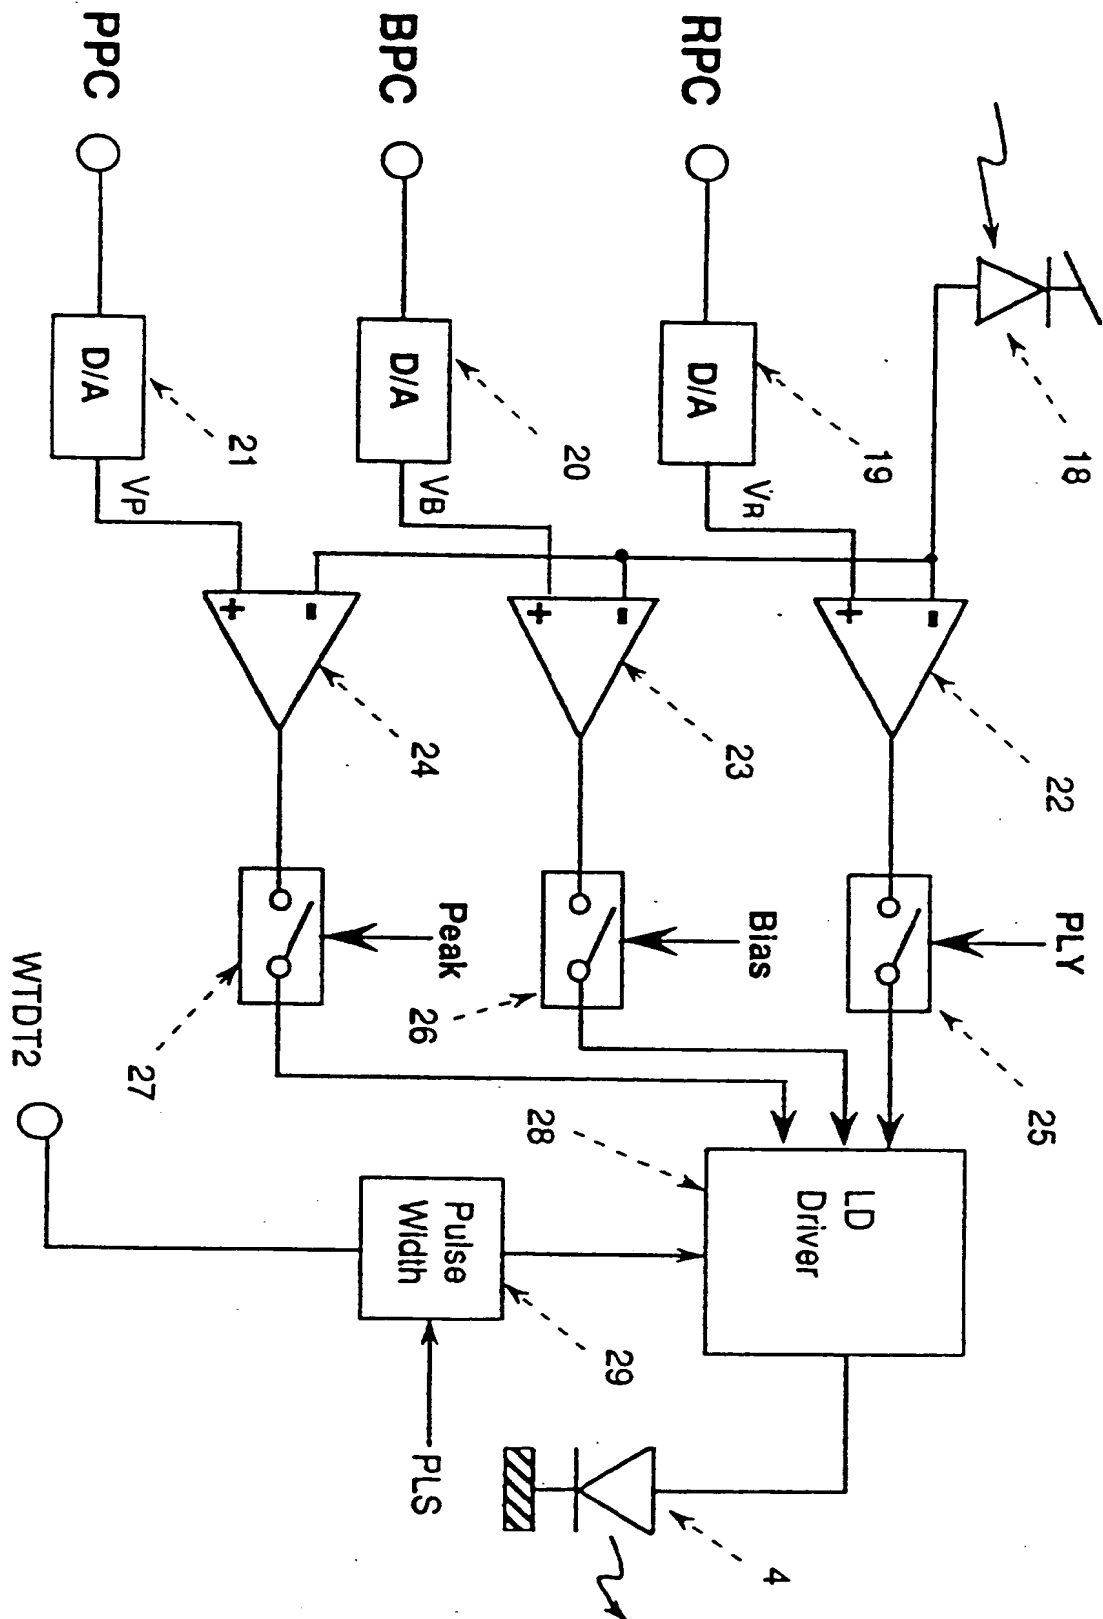 18
RPC
D/A
19
VR
-
+
22
PLY
25
BPC
D/A
20
VB
-
+
23
Bias
26
PPC
D/A
21
VP
-
+
24
Peak
27
LD
Driver
28
WTDT2
Pulse
Width
29
PLS
4